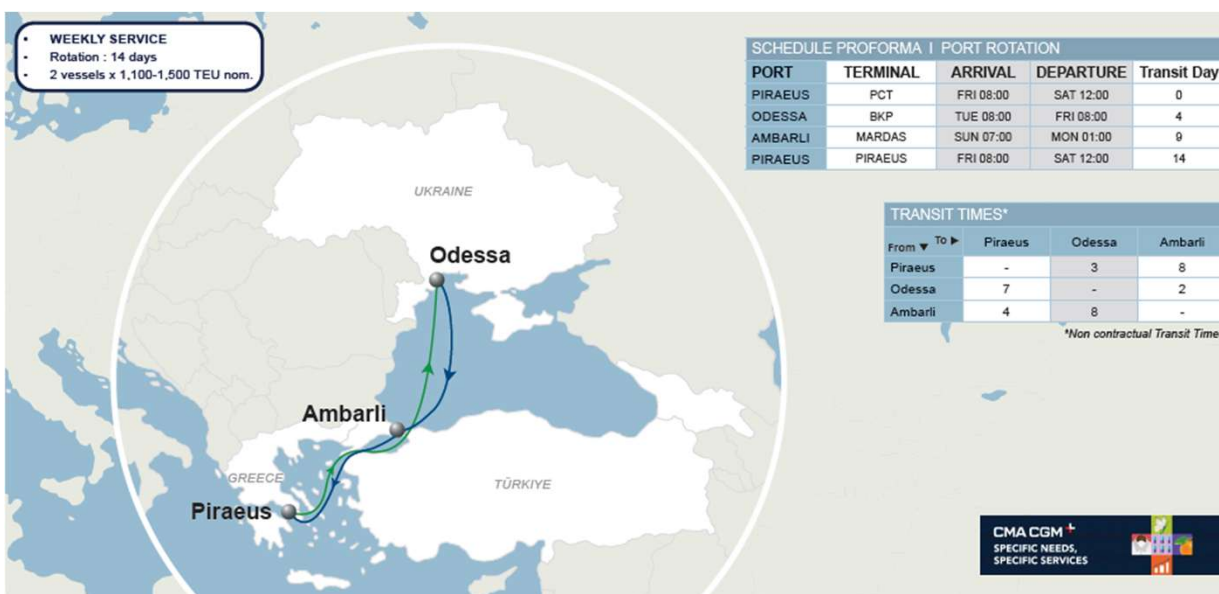 WEEKLY SERVICE
Rotation : 14 days
2 vessels x 1,100-1,500 TEU nom.
SCHEDULE PROFORMA I PORT ROTATION
PORT TERMINAL ARRIVAL DEPARTURE Transit Day
PIRAEUS PCT FRI 08:00 SAT 12:00 0
ODESSA BKP TUE 08:00 FRI 08:00 4
AMBARLI MARDAS SUN 07:00 MON 01:00 9
PIRAEUS PIRAEUS FRI 08:00 SAT 12:00 14
TRANSIT TIMES*
From ▼ To ► Piraeus Odessa Ambarli
Piraeus - 3 8
Odessa 7 - 2
Ambarli 4 8 -
*Non contractual Transit Time
UKRAINE
Odessa
Ambarli
GREECE
TÜRKIYE
Piraeus
CMA CGM+
SPECIFIC NEEDS,
SPECIFIC SERVICES